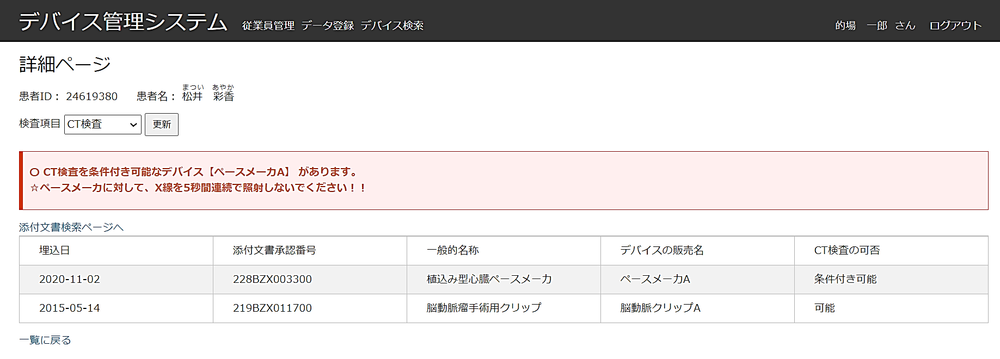 デバイス管理システム 従業員管理 データ登録 デバイス検索 的場 一郎 さん ログアウト
詳細ページ
まつい あやか
患者ID： 24619380 患者名： 松井 彩香
検査項目 CT検査 更新
〇 CT検査を条件付き可能なデバイス【ペースメーカA】 があります。
☆ペースメーカに対して、X線を5秒間連続で照射しないでください！！
添付文書検索ページへ
埋込日 添付文書承認番号 一般的名称 デバイスの販売名 CT検査の可否
2020-11-02 228BZX003300 植込み型心臓ペースメーカ ペースメーカA 条件付き可能
2015-05-14 219BZX011700 脳動脈瘤手術用クリップ 脳動脈クリップA 可能
一覧に戻る